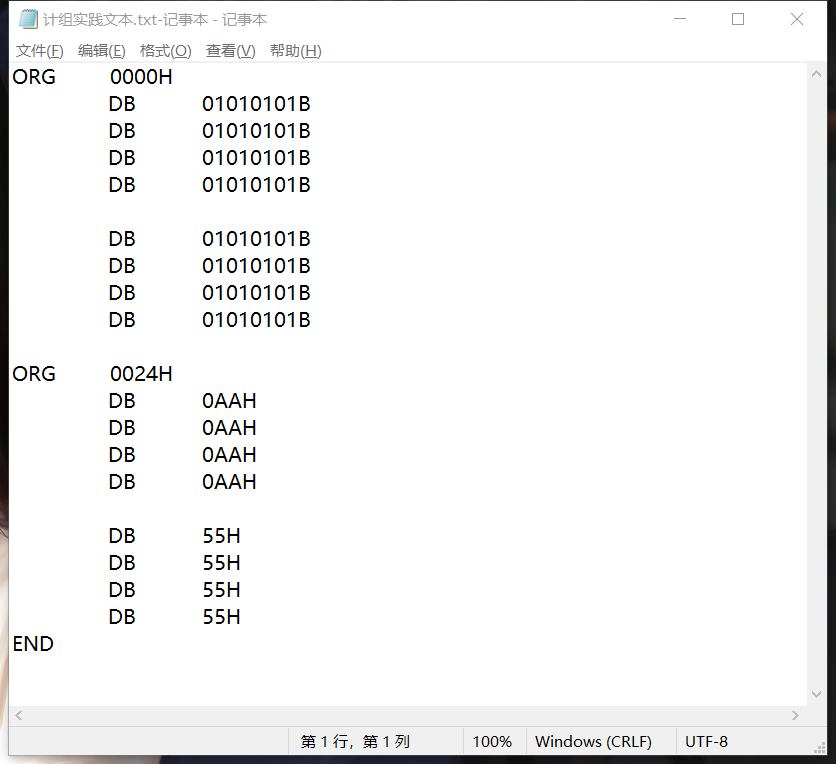 计组实践文本.txt-记事本 - 记事本
文件(F) 编辑(E) 格式(O) 查看(V) 帮助(H)
ORG 0000H
DB 01010101B
DB 01010101B
DB 01010101B
DB 01010101B
DB 01010101B
DB 01010101B
DB 01010101B
DB 01010101B
ORG 0024H
DB 0AAH
DB 0AAH
DB 0AAH
DB 0AAH
DB 55H
DB 55H
DB 55H
DB 55H
END
第 1 行，第 1 列 100% Windows (CRLF) UTF-8